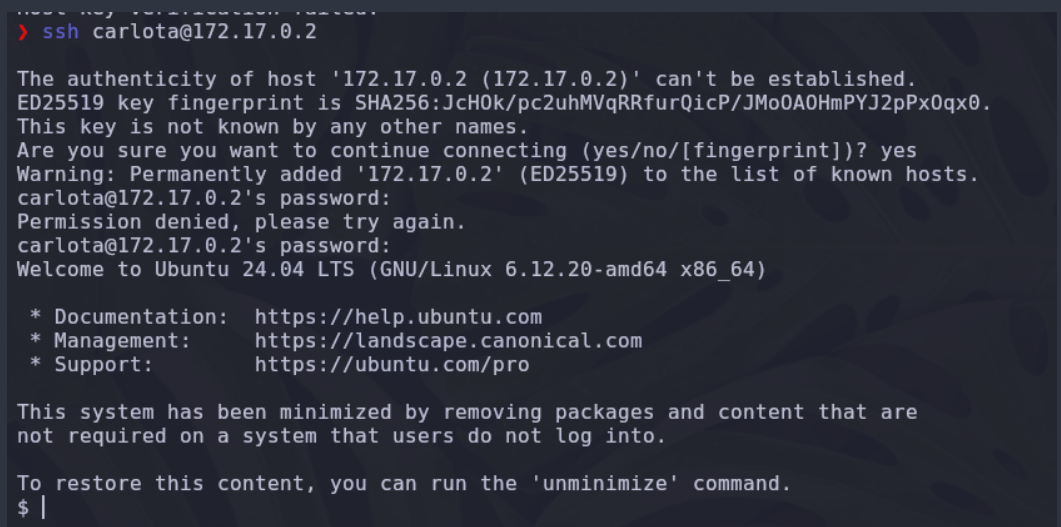 Host key verification failed.
❯ ssh carlota@172.17.0.2
The authenticity of host '172.17.0.2 (172.17.0.2)' can't be established.
ED25519 key fingerprint is SHA256:JcHOk/pc2uhMVqRRfurQicP/JMoOAOHmPYJ2pPxOqx0.
This key is not known by any other names.
Are you sure you want to continue connecting (yes/no/[fingerprint])? yes
Warning: Permanently added '172.17.0.2' (ED25519) to the list of known hosts.
carlota@172.17.0.2's password:
Permission denied, please try again.
carlota@172.17.0.2's password:
Welcome to Ubuntu 24.04 LTS (GNU/Linux 6.12.20-amd64 x86_64)
* Documentation:  https://help.ubuntu.com
* Management:     https://landscape.canonical.com
* Support:        https://ubuntu.com/pro
This system has been minimized by removing packages and content that are
not required on a system that users do not log into.
To restore this content, you can run the 'unminimize' command.
$